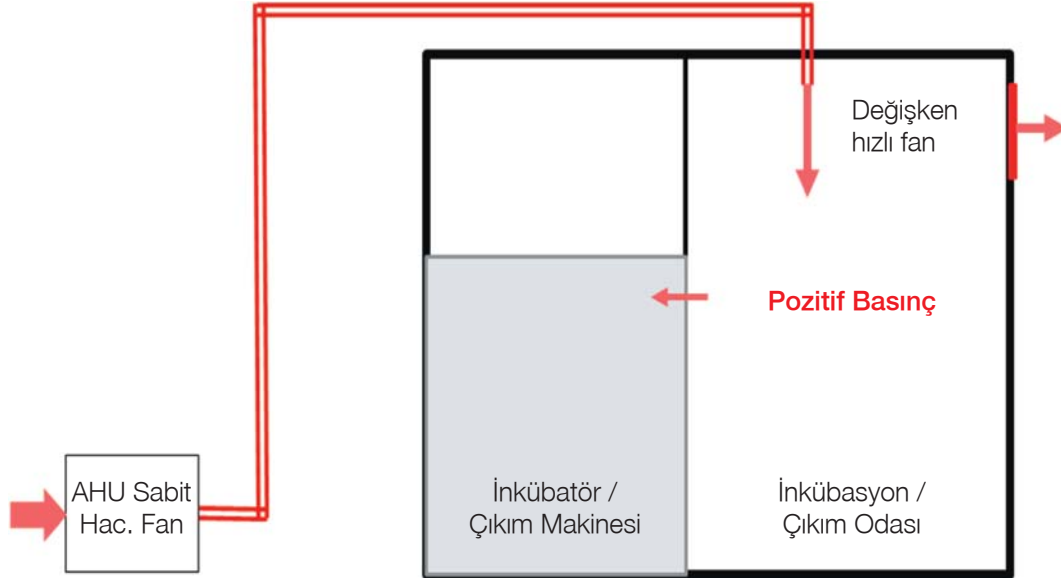 Değişken
hızlı fan
Pozitif Basınç
AHU Sabit
Hac. Fan
İnkübatör /
Çıkım Makinesi
İnkübasyon /
Çıkım Odası